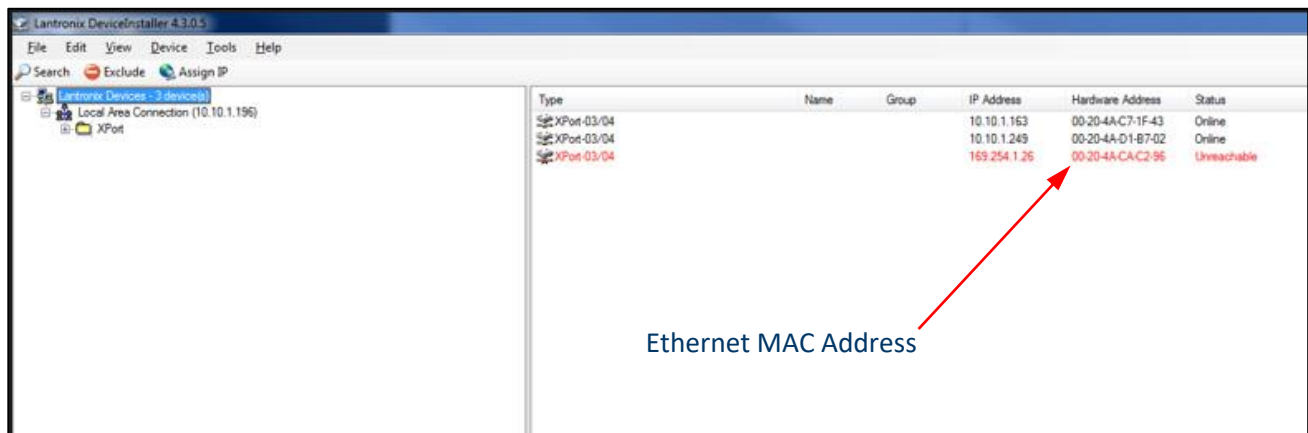 Lantronix DeviceInstaller 4.3.0.5
File Edit View Device Tools Help
Search Exclude Assign IP
Lantronix Devices - 3 device(s)
Local Area Connection (10.10.1.196)
XPort
Type Name Group IP Address Hardware Address Status
XPort-03/04 10.10.1.163 00-20-4A-C7-1F-43 Online
XPort-03/04 10.10.1.249 00-20-4A-D1-B7-02 Online
XPort-03/04 169.254.1.26 00-20-4A-CA-C2-96 Unreachable
Ethernet MAC Address